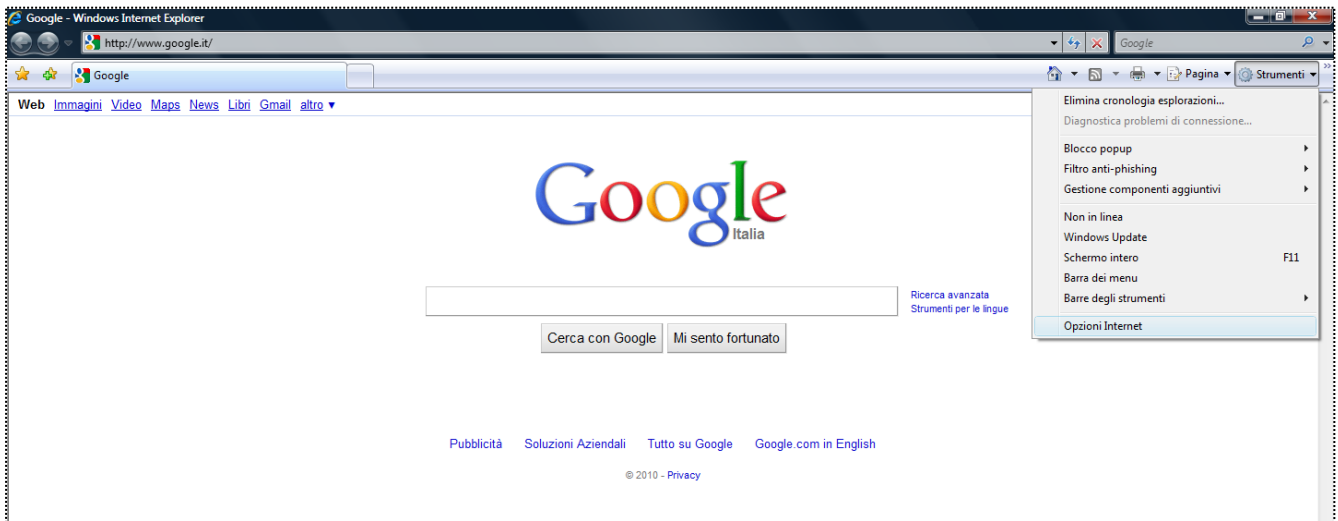 Google - Windows Internet Explorer
http://www.google.it/
Google
Google
Pagina
Strumenti
Web Immagini Video Maps News Libri Gmail altro
Elimina cronologia esplorazioni...
Diagnostica problemi di connessione...
Blocco popup
Filtro anti-phishing
Gestione componenti aggiuntivi
Non in linea
Windows Update
Schermo intero F11
Barra dei menu
Barre degli strumenti
Opzioni Internet
Google
Italia
Ricerca avanzata
Strumenti per le lingue
Cerca con Google
Mi sento fortunato
Pubblicità Soluzioni Aziendali Tutto su Google Google.com in English
© 2010 - Privacy